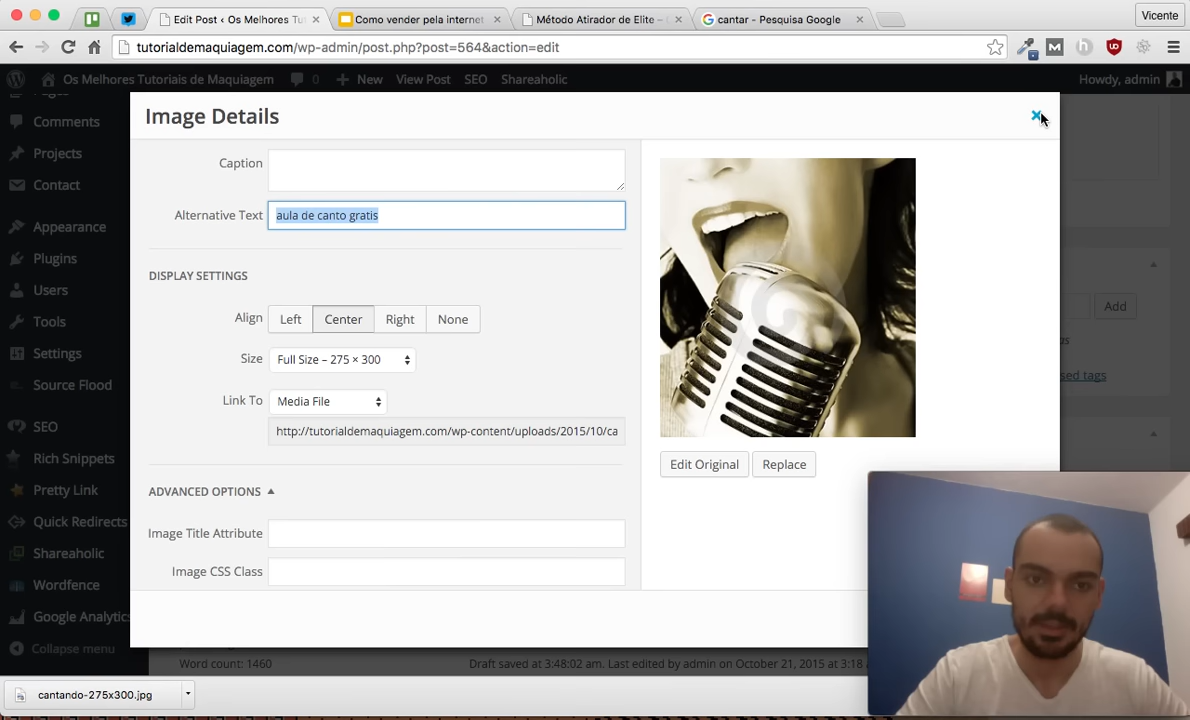 Edit Post ‹ Os Melhores Tu
Como vender pela internet
Método Atirador de Elite –
cantar - Pesquisa Google
Vicente
tutorialdemaquiagem.com/wp-admin/post.php?post=564&action=edit
Os Melhores Tutoriais de Maquiagem
0
New
View Post
SEO
Shareaholic
Howdy, admin
Comments
Projects
Contact
Appearance
Plugins
Users
Tools
Settings
Source Flood
SEO
Rich Snippets
Pretty Link
Quick Redirects
Shareaholic
Wordfence
Google Analytic
Collapse menu
Image Details
Caption
Alternative Text
aula de canto gratis
DISPLAY SETTINGS
Align
Left
Center
Right
None
Size
Full Size – 275 × 300
Link To
Media File
http://tutorialdemaquiagem.com/wp-content/uploads/2015/10/ca
ADVANCED OPTIONS
Image Title Attribute
Image CSS Class
Edit Original
Replace
Add
sed tags
Word count: 1460
Draft saved at 3:48:02 am. Last edited by admin on October 21, 2015 at 3:18
cantando-275x300.jpg